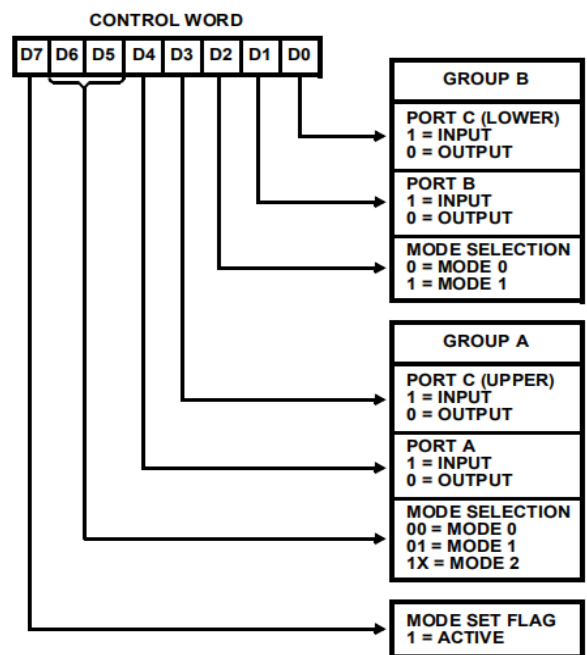 CONTROL WORD
D7 D6 D5 D4 D3 D2 D1 D0
GROUP B
PORT C (LOWER)
1 = INPUT
0 = OUTPUT
PORT B
1 = INPUT
0 = OUTPUT
MODE SELECTION
0 = MODE 0
1 = MODE 1
GROUP A
PORT C (UPPER)
1 = INPUT
0 = OUTPUT
PORT A
1 = INPUT
0 = OUTPUT
MODE SELECTION
00 = MODE 0
01 = MODE 1
1X = MODE 2
MODE SET FLAG
1 = ACTIVE